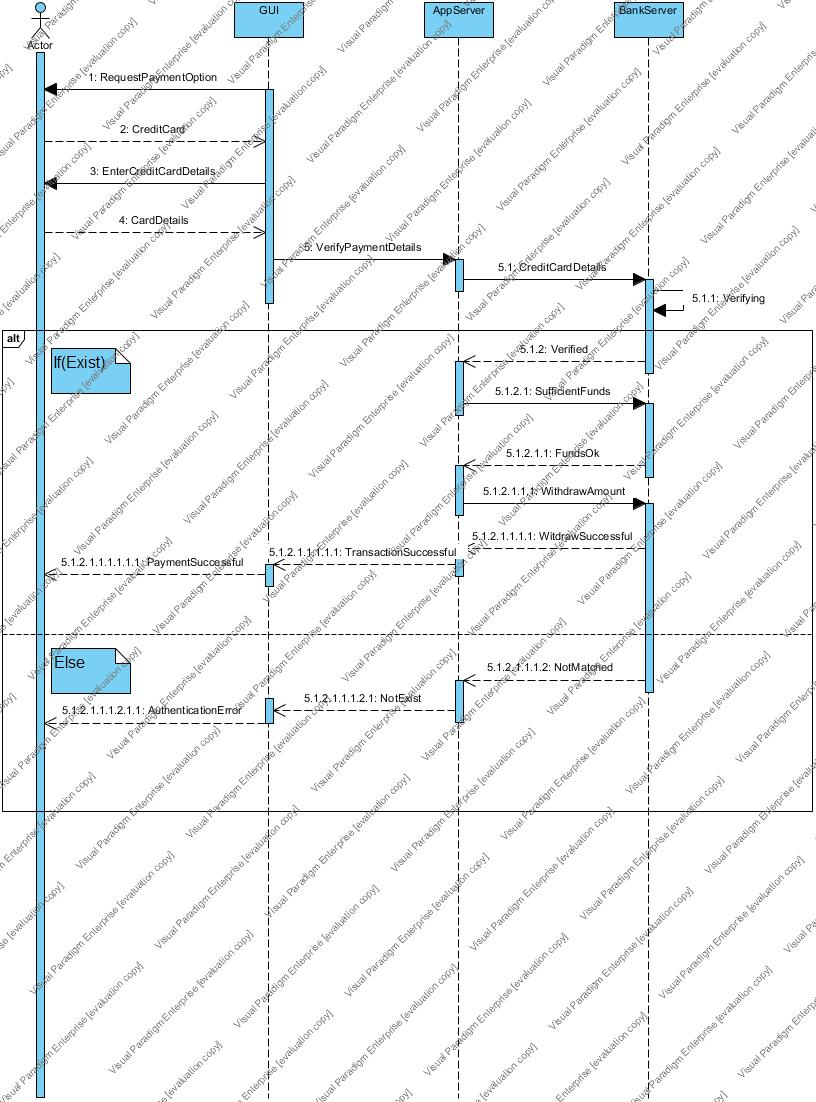 GUI
AppServer
BankServer
Actor
1: RequestPaymentOption
2: CreditCard
3: EnterCreditCardDetails
4: CardDetails
5: VerifyPaymentDetails
5.1: CreditCardDetails
5.1.1: Verifying
alt
If(Exist)
5.1.2: Verified
5.1.2.1: SufficientFunds
5.1.2.1.1: FundsOk
5.1.2.1.1.1: WithdrawAmount
5.1.2.1.1.1.1: WitdrawSuccessful
5.1.2.1.1.1.1.1: TransactionSuccessful
5.1.2.1.1.1.1.1.1: PaymentSuccessful
Else
5.1.2.1.1.1.2: NotMatched
5.1.2.1.1.1.2.1: NotExist
5.1.2.1.1.1.2.1.1: AuthenticationError
Visual Paradigm Enterprise [evaluation copy]